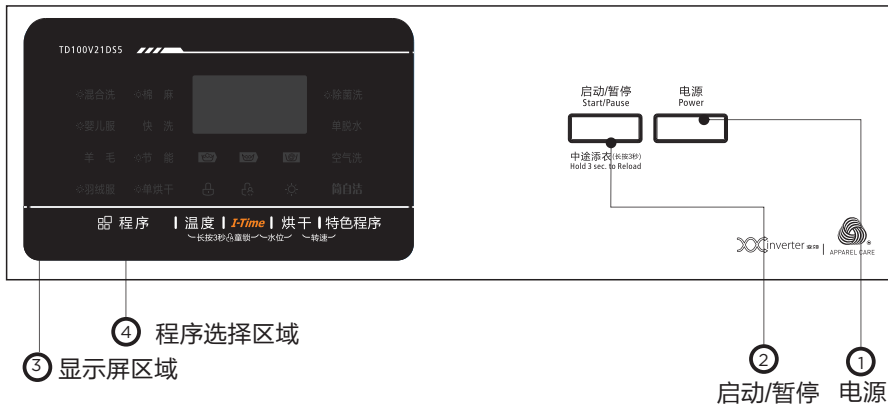 TD100V21DS5
混合洗 棉 麻 除菌洗
婴儿服 快 洗 单脱水
羊 毛 节 能 空气洗
羽绒服 单烘干 筒自洁
程序 温度 I-Time 烘干 特色程序
长按3秒 童锁 水位 转速
启动/暂停
Start/Pause
电源
Power
中途添衣(长按3秒)
Hold 3 sec. to Reload
inverter
APPAREL CARE
④ 程序选择区域
③ 显示屏区域
②
启动/暂停
①
电源